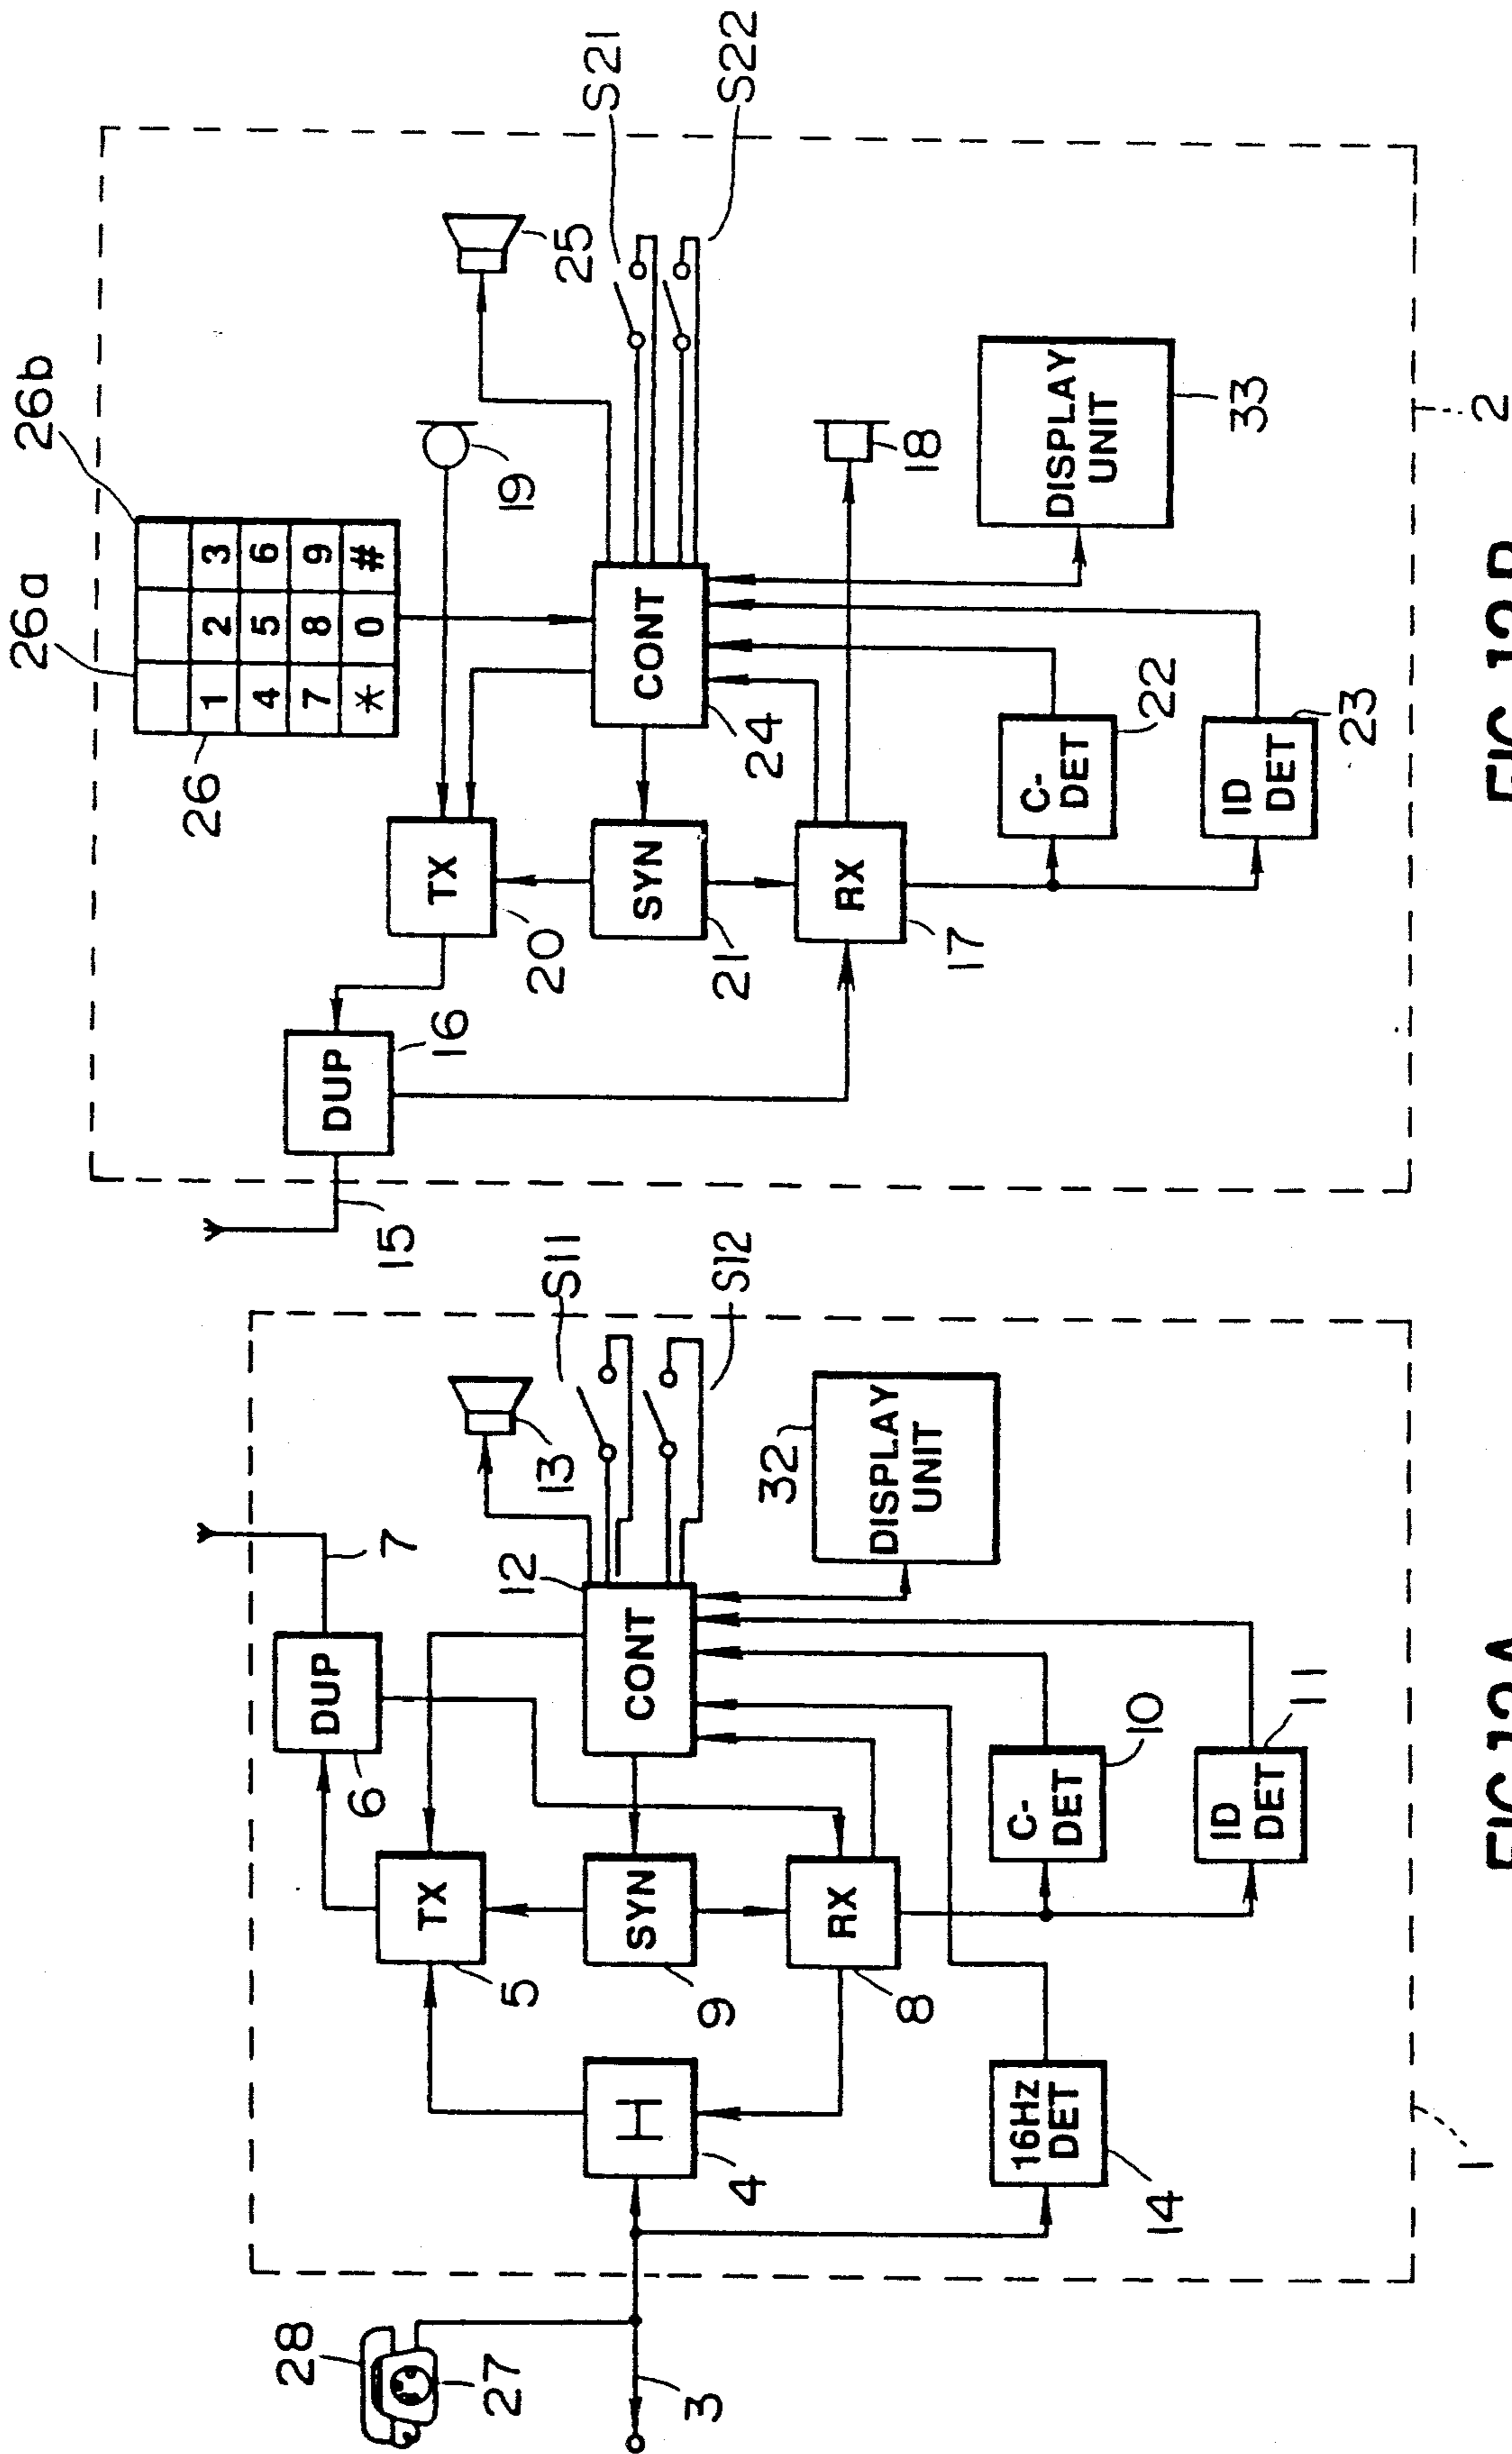 28
27
3
DUP
6
7
TX
5
H
4
SYN
9
CONT
12
13
S11
S12
RX
8
32
DISPLAY
UNIT
16Hz
DET
14
C-
DET
10
ID
DET
11
1
26
26a
26b
1 2 3
4 5 6
7 8 9
* 0 #
15
DUP
16
TX
20
19
25
S21
S22
SYN
21
CONT
24
RX
17
18
C-
DET
22
ID
DET
23
DISPLAY
UNIT
33
2